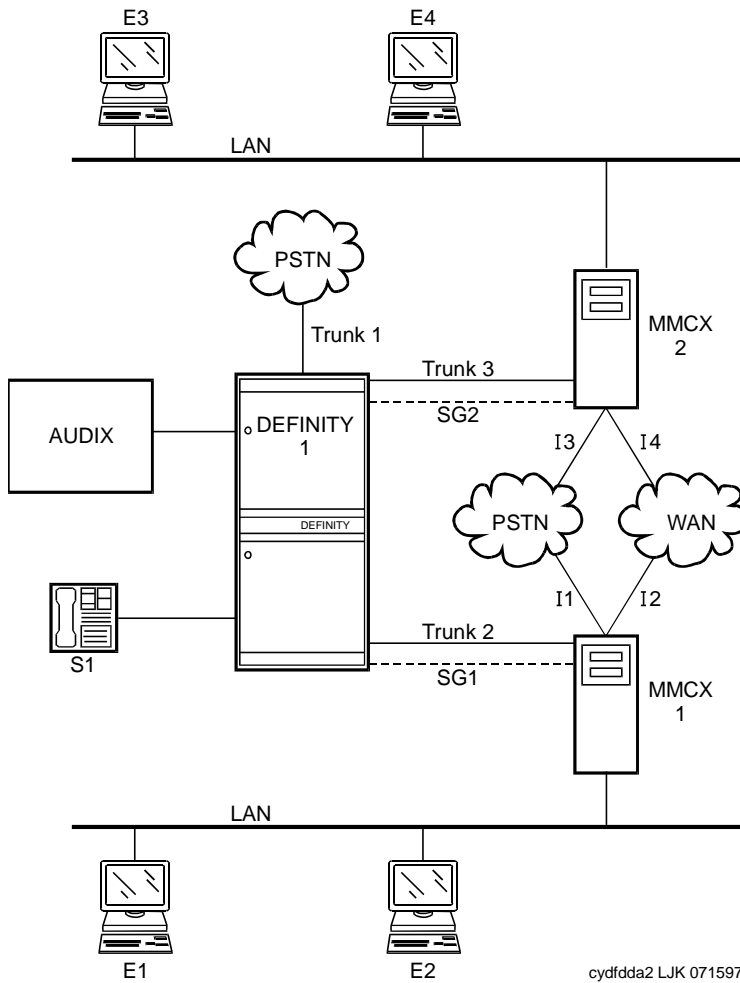 E3
E4
LAN
PSTN
Trunk 1
MMCX
2
Trunk 3
SG2
AUDIX
DEFINITY
1
I3
I4
DEFINITY
PSTN
WAN
I1
I2
Trunk 2
SG1
S1
MMCX
1
LAN
E1
E2
cydfdda2 LJK 071597